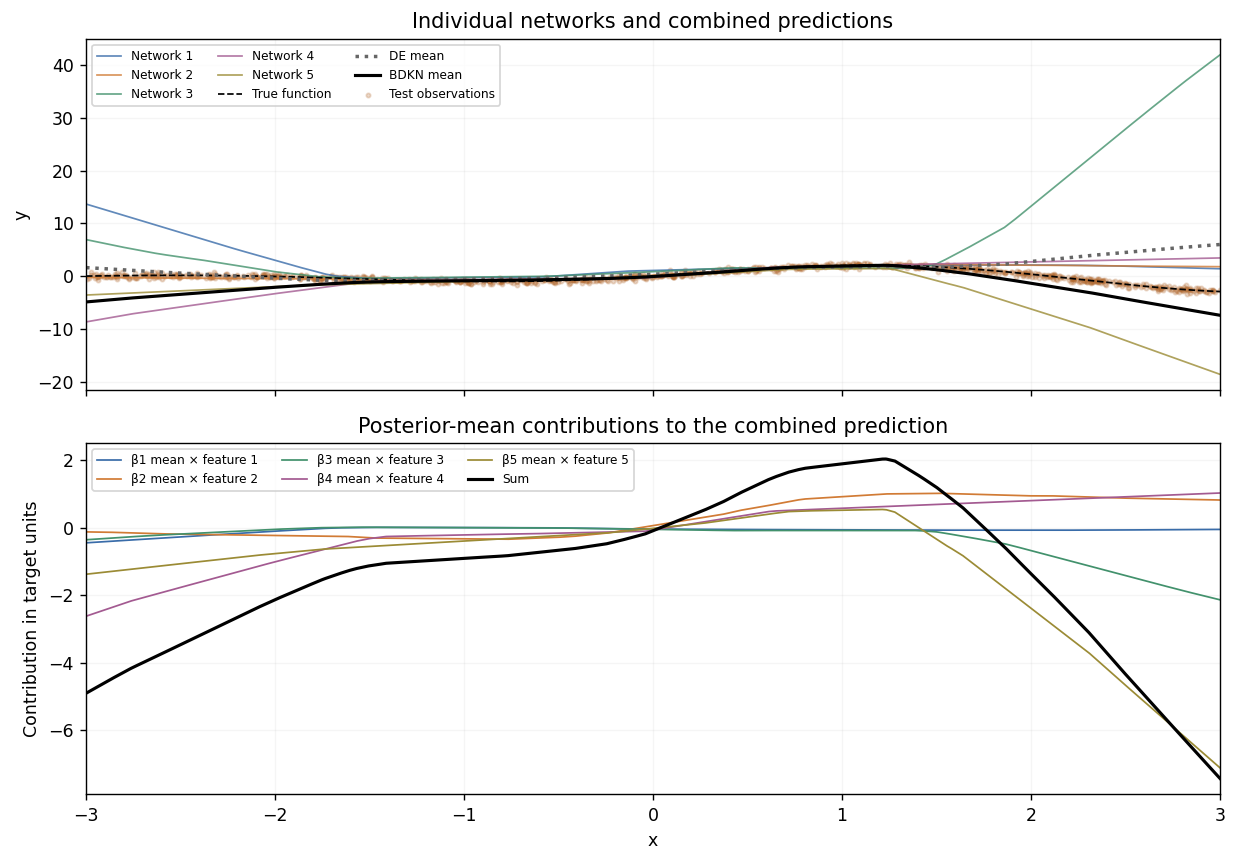 Individual networks and combined predictions
Network 1
Network 2
Network 3
Network 4
Network 5
True function
DE mean
BDKN mean
Test observations
40
30
20
10
0
−10
−20
y
Posterior-mean contributions to the combined prediction
β1 mean × feature 1
β2 mean × feature 2
β3 mean × feature 3
β4 mean × feature 4
β5 mean × feature 5
Sum
2
0
−2
−4
−6
Contribution in target units
−3
−2
−1
0
1
2
3
x